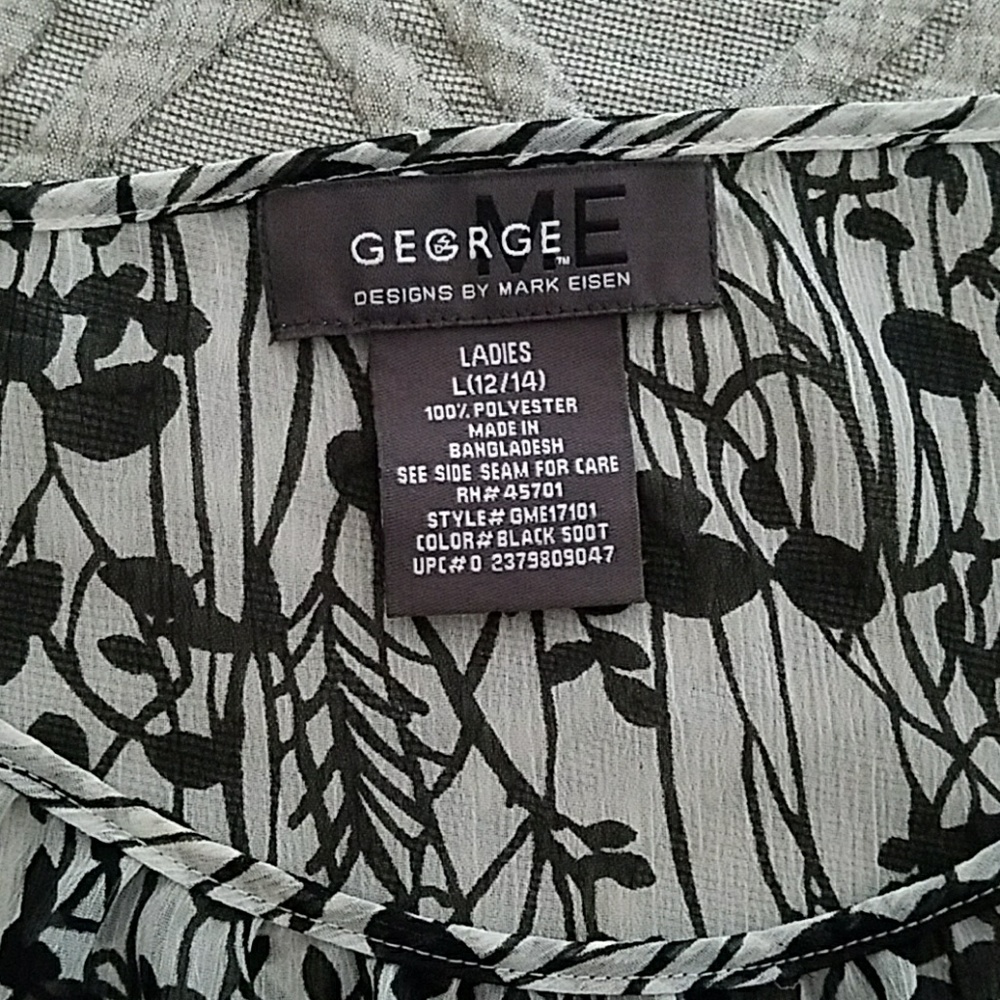 ME
GEORGE™
DESIGNS BY MARK EISEN
LADIES
L(12/14)
100% POLYESTER
MADE IN
BANGLADESH
SEE SIDE SEAM FOR CARE
RN# 45701
STYLE# GME17101
COLOR# BLACK SOOT
UPC# 0 2379809047